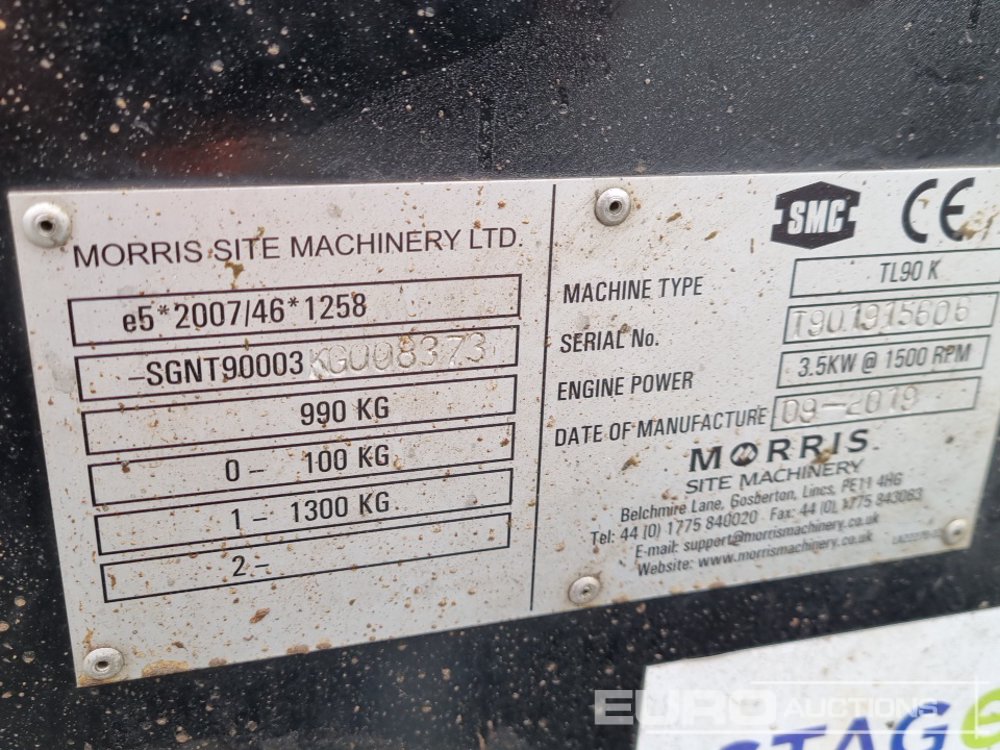 MORRIS SITE MACHINERY LTD.
e5*2007/46*1258
–SGNT90003KG008373
990 KG
0 – 100 KG
1 – 1300 KG
2 –
SMC CE
MACHINE TYPE TL90 K
SERIAL No. T901915606
ENGINE POWER 3.5KW @ 1500 RPM
DATE OF MANUFACTURE 09–2019
MORRIS.
SITE MACHINERY
Belchmire Lane, Gosberton, Lincs, PE11 4HG
Tel: 44 (0) 1775 840020 Fax: 44 (0) 1775 843063
E-mail: support@morrismachinery.co.uk
Website: www.morrismachinery.co.uk
STAGE
EURO Auctions